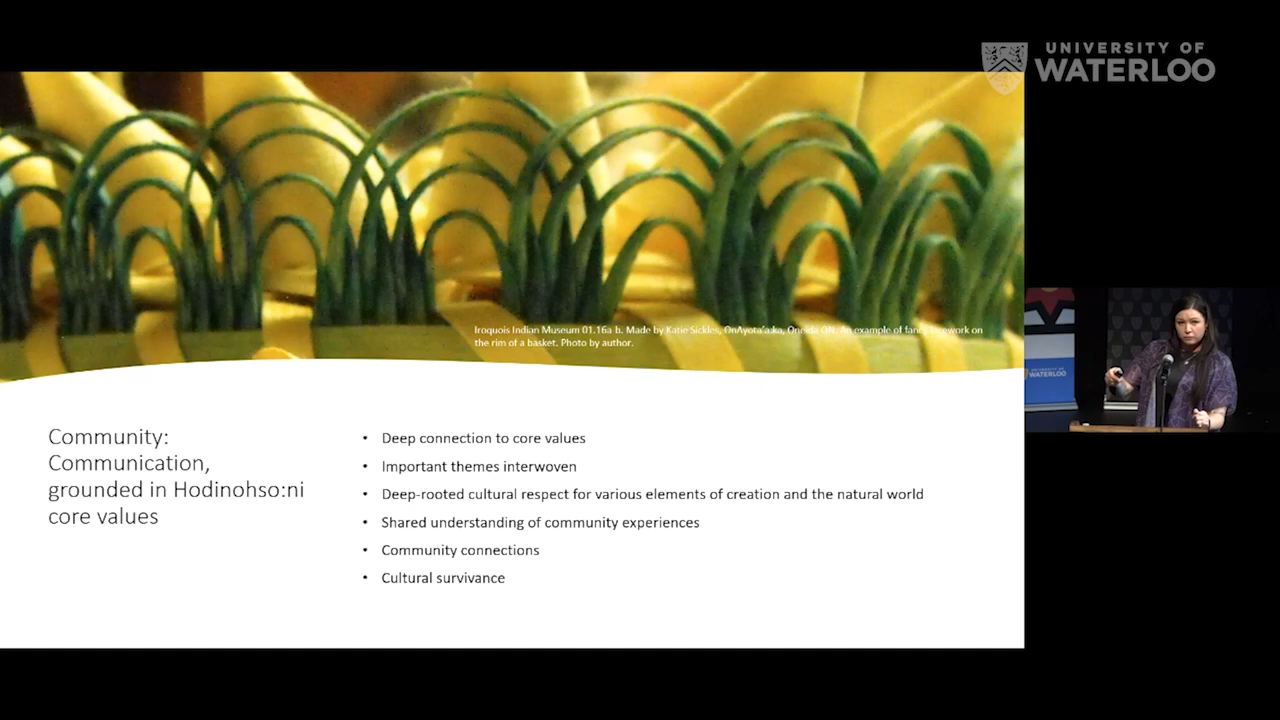 UNIVERSITY OF
WATERLOO
Iroquois Indian Museum 01.16a-b. Made by Katie Sickles, OnAyota'a:ka, Oneida ON. An example of fancy
the rim of a basket. Photo by author.
Community:
Communication,
grounded in Hodinohso:ni
core values
• Deep connection to core values
• Important themes interwoven
• Deep-rooted cultural respect for various elements of creation and the natural world
• Shared understanding of community experiences
• Community connections
• Cultural survivance
UNIVERSITY OF
WATERLOO